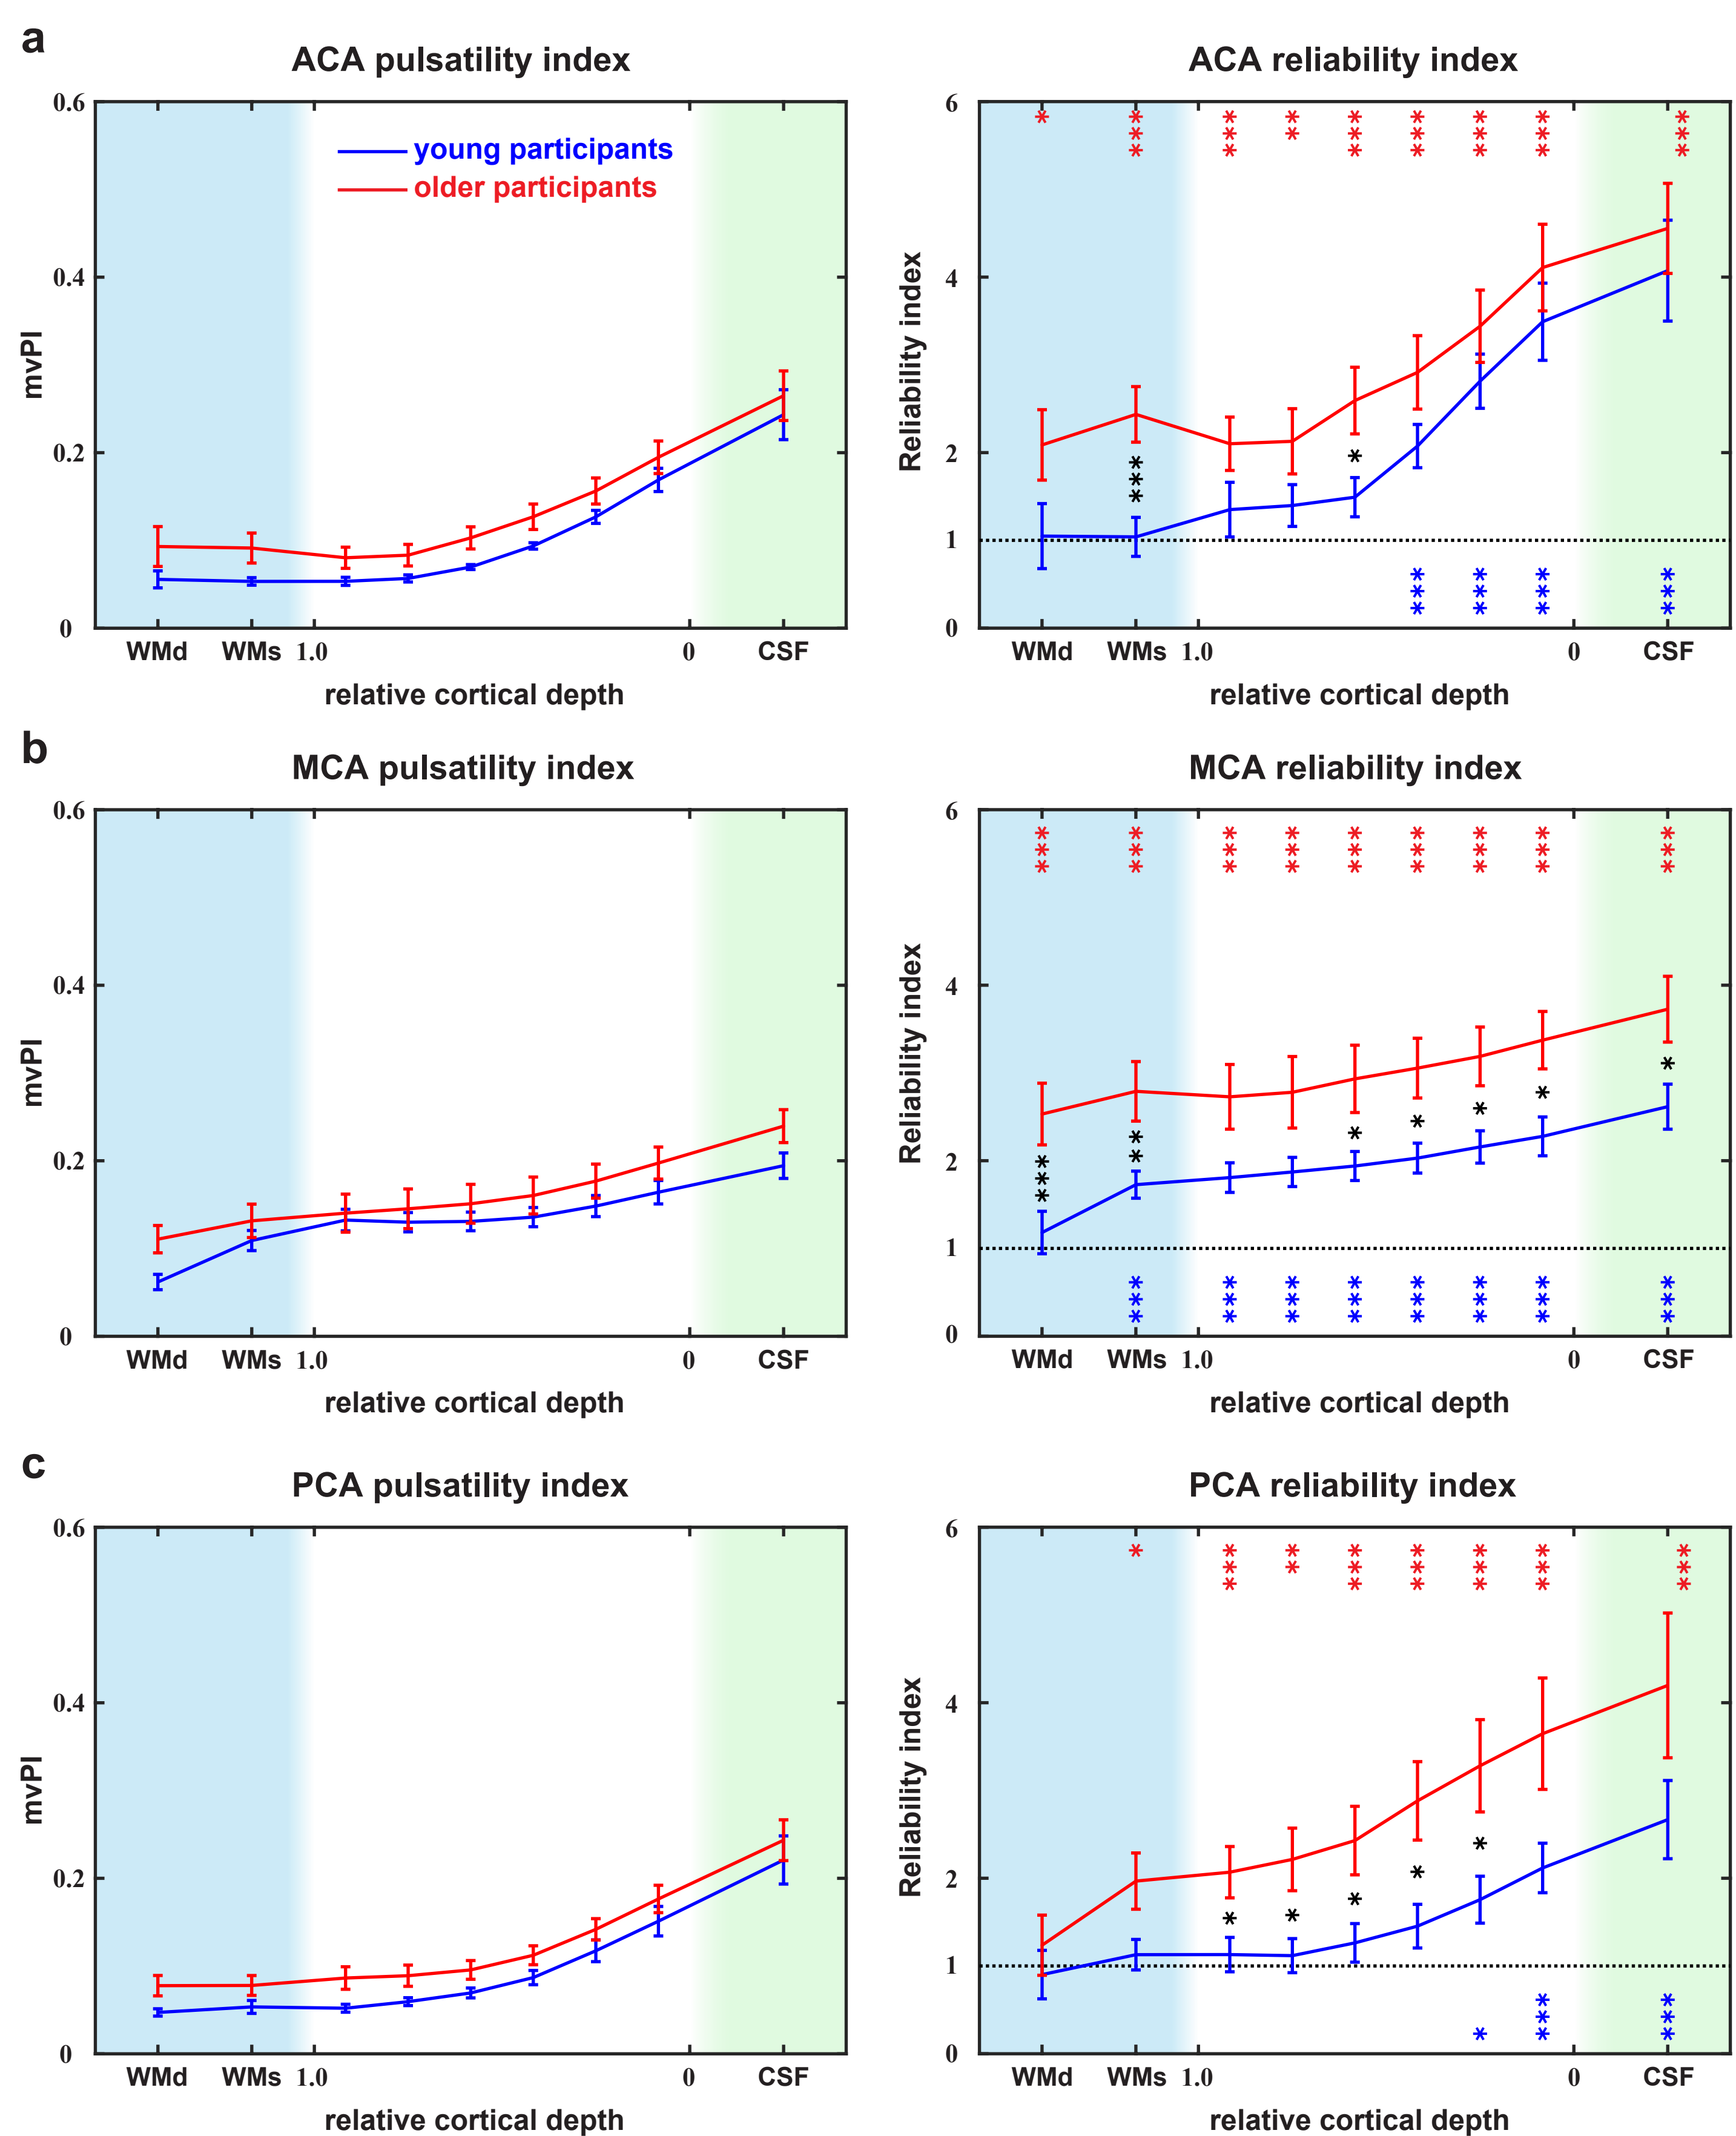 a
ACA pulsatility index
0.6
0.4
0.2
0
mvPI
young participants
older participants
WMd WMs 1.0 0 CSF
relative cortical depth
ACA reliability index
6
4
2
1
0
Reliability index
*
***
***
**
***
***
***
***
***
***
*
***
***
***
***
WMd WMs 1.0 0 CSF
relative cortical depth
b
MCA pulsatility index
0.6
0.4
0.2
0
mvPI
WMd WMs 1.0 0 CSF
relative cortical depth
MCA reliability index
6
4
2
1
0
Reliability index
***
***
***
***
***
***
***
***
***
***
**
*
*
*
*
*
***
***
***
***
***
***
***
***
WMd WMs 1.0 0 CSF
relative cortical depth
c
PCA pulsatility index
0.6
0.4
0.2
0
mvPI
WMd WMs 1.0 0 CSF
relative cortical depth
PCA reliability index
6
4
2
1
0
Reliability index
*
***
**
***
***
***
***
***
*
*
*
*
*
*
***
***
WMd WMs 1.0 0 CSF
relative cortical depth